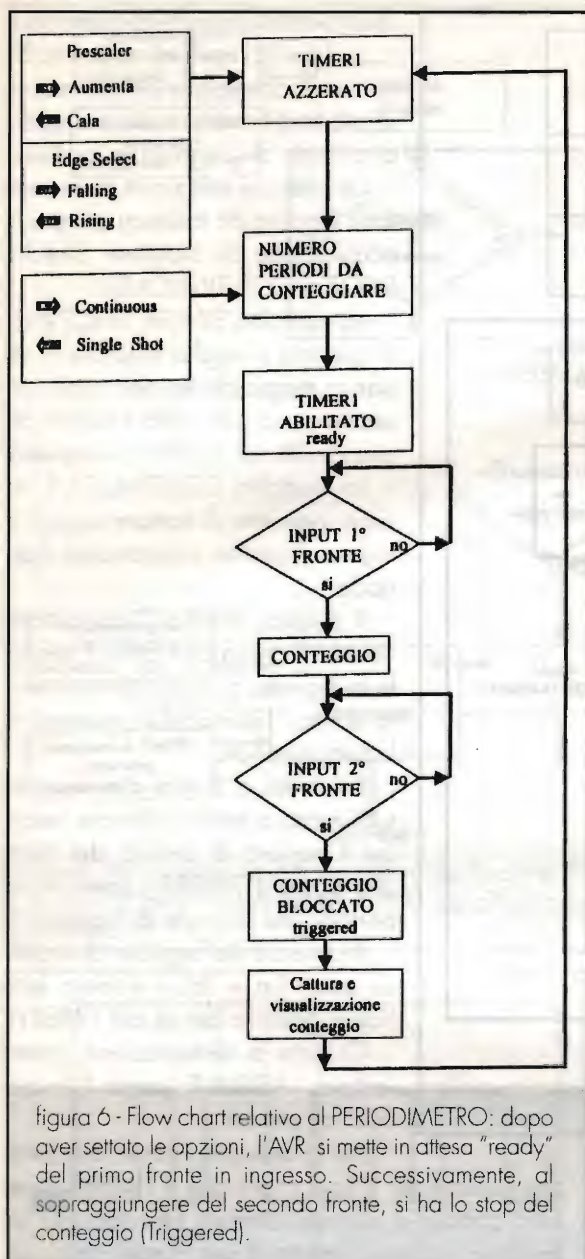 Prescaler
Aumenta
Cala
Edge Select
Falling
Rising
Continuous
Single Shot
TIMER1
AZZERATO
NUMERO
PERIODI DA
CONTEGGIARE
TIMER1
ABILITATO
ready
INPUT 1°
FRONTE
no
si
CONTEGGIO
INPUT 2°
FRONTE
no
si
CONTEGGIO
BLOCCATO
triggered
Cattura e
visualizzazione
conteggio
figura 6 - Flow chart relativo al PERIODIMETRO: dopo
aver settato le opzioni, l'AVR si mette in attesa "ready"
del primo fronte in ingresso. Successivamente, al
sopraggiungere del secondo fronte, si ha lo stop del
conteggio (Triggered).